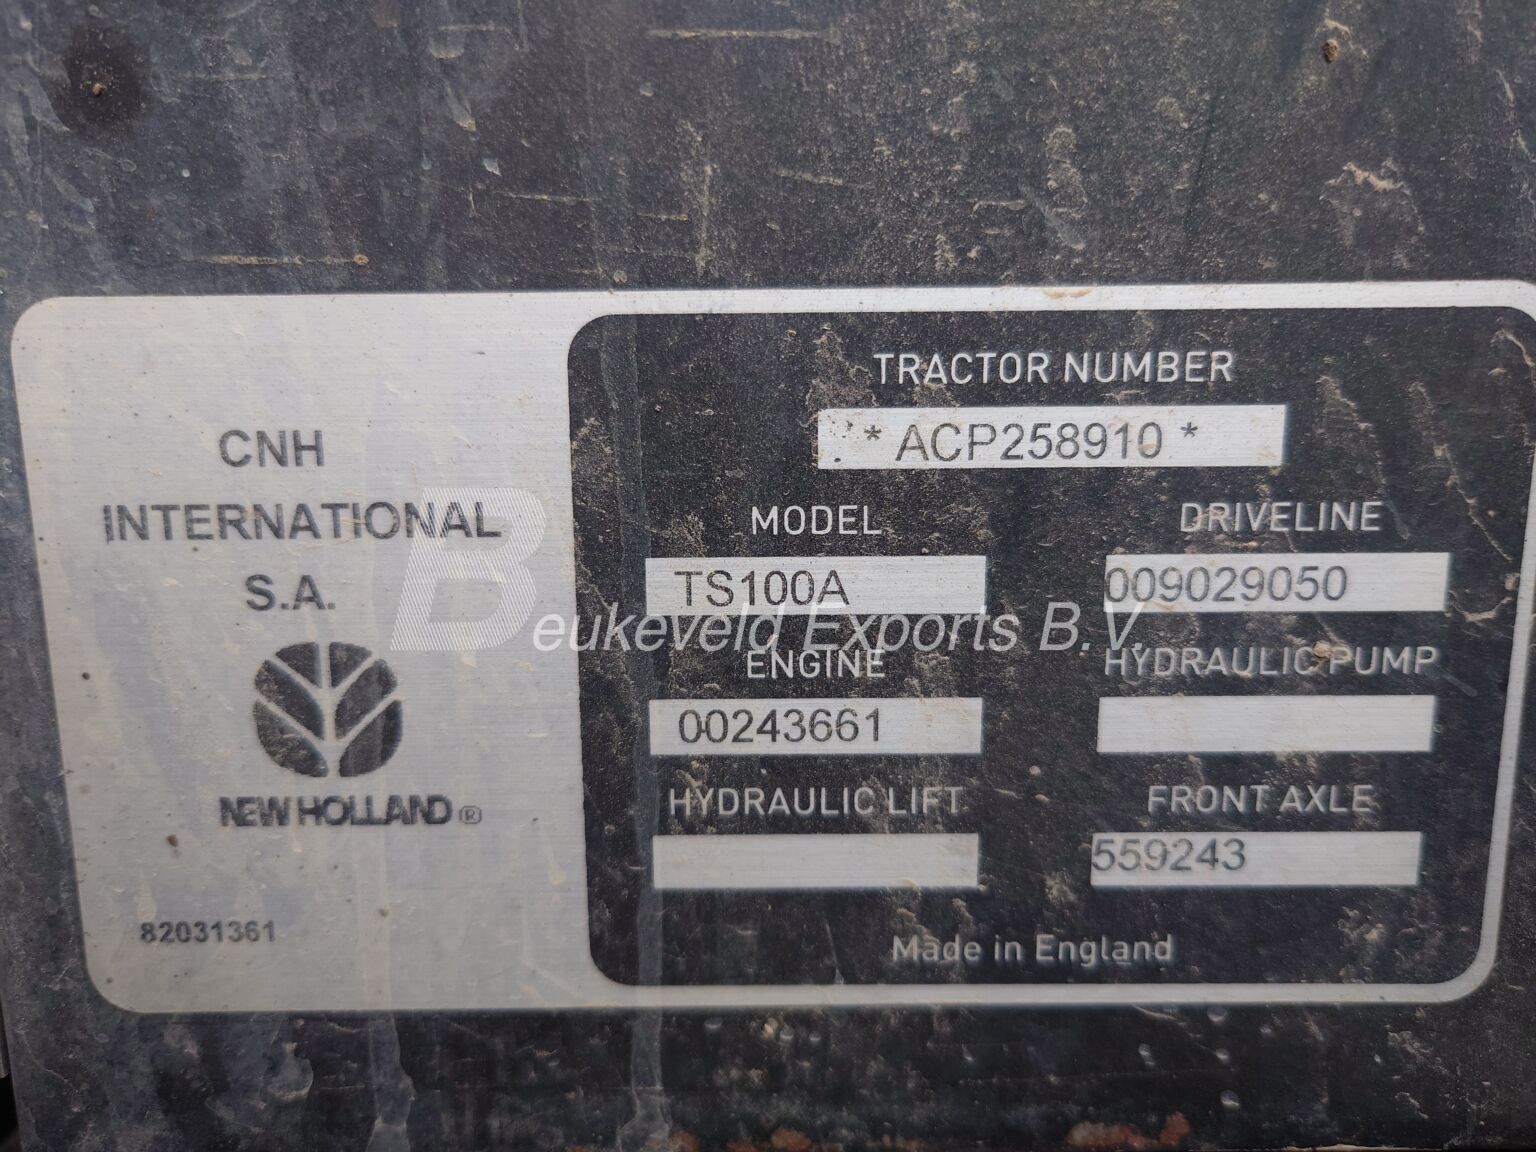 CNH
INTERNATIONAL
S.A.
NEW HOLLAND ®
82031361
TRACTOR NUMBER
* ACP258910 *
MODEL
DRIVELINE
TS100A
009029050
Beukeveld Exports B.V.
ENGINE
HYDRAULIC PUMP
00243661
HYDRAULIC LIFT
FRONT AXLE
559243
Made in England